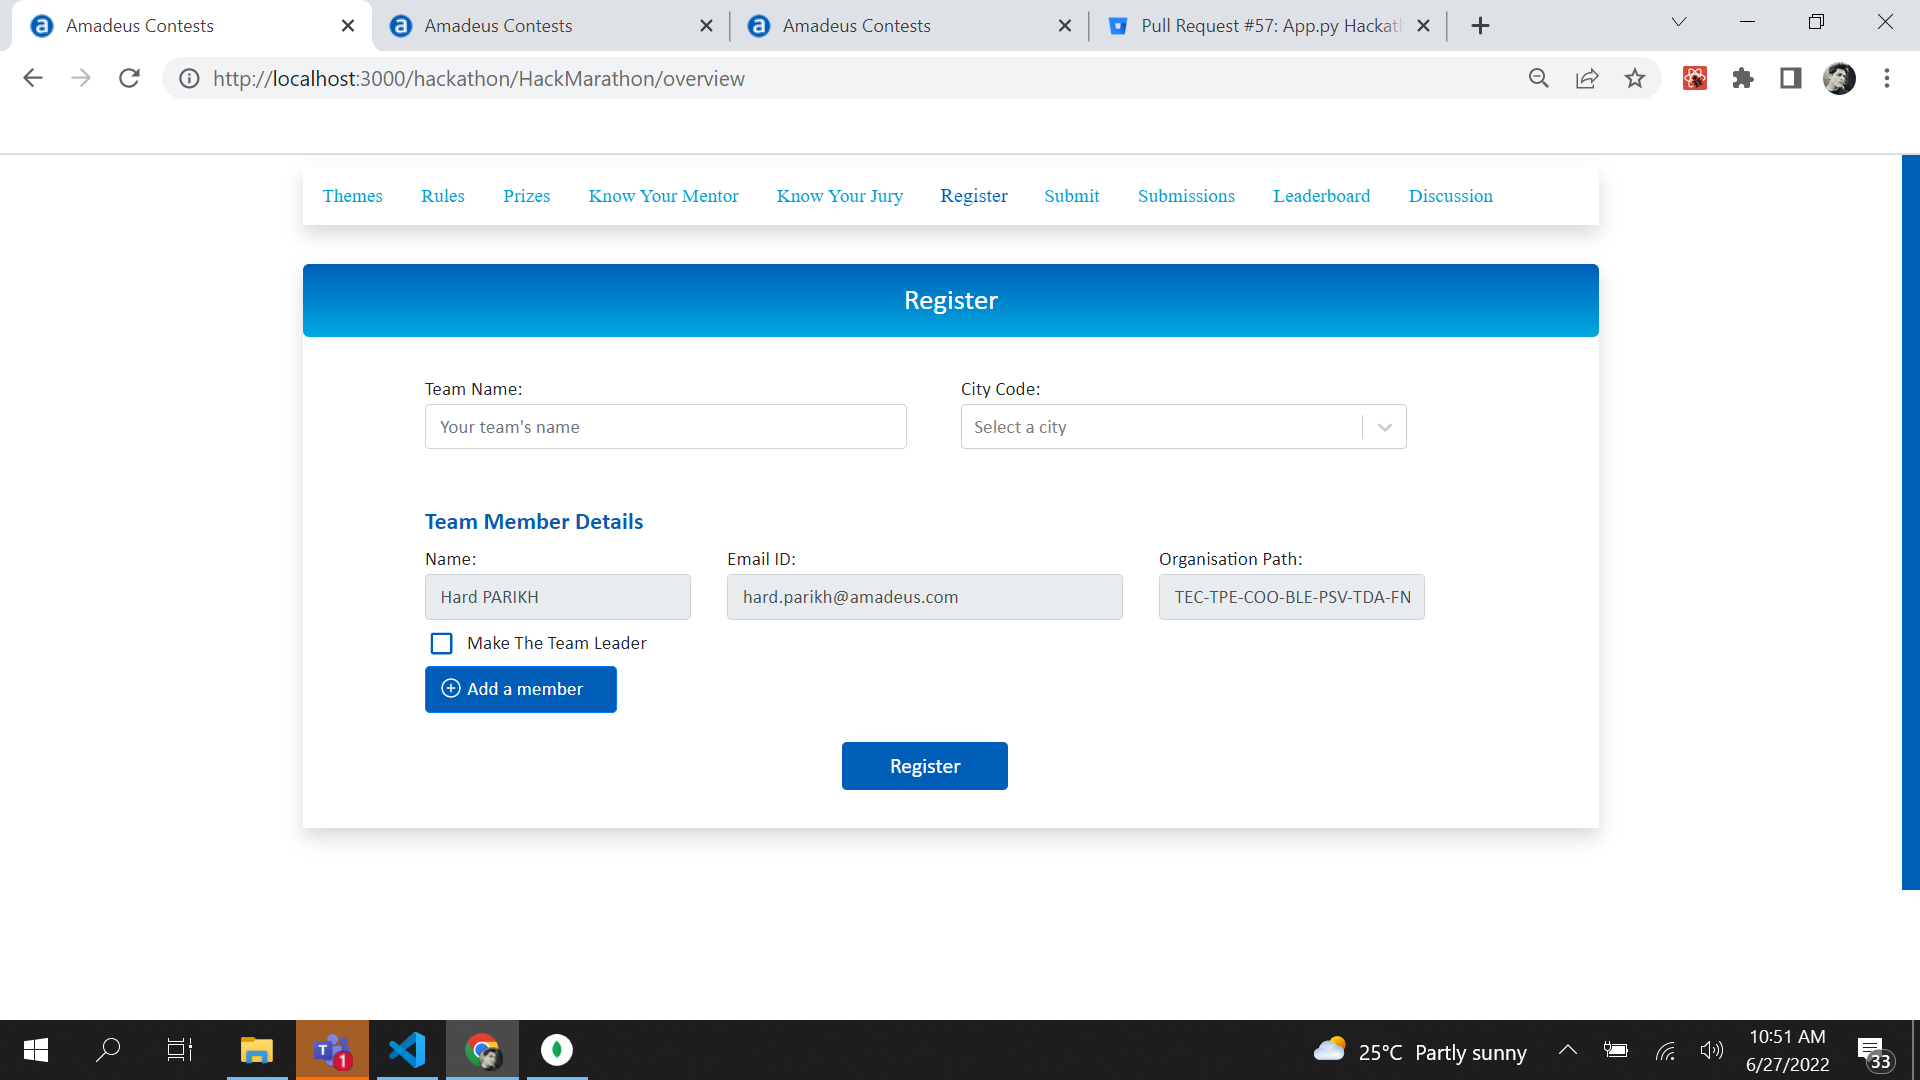 Amadeus Contests
Amadeus Contests
Amadeus Contests
Pull Request #57: App.py Hackat
http://localhost:3000/hackathon/HackMarathon/overview
Themes Rules Prizes Know Your Mentor Know Your Jury Register Submit Submissions Leaderboard Discussion
Register
Team Name: City Code:
Your team's name Select a city
Team Member Details
Name: Email ID: Organisation Path:
Hard PARIKH hard.parikh@amadeus.com TEC-TPE-COO-BLE-PSV-TDA-FN
Make The Team Leader
Add a member
Register
25°C Partly sunny
10:51 AM
6/27/2022
33
1